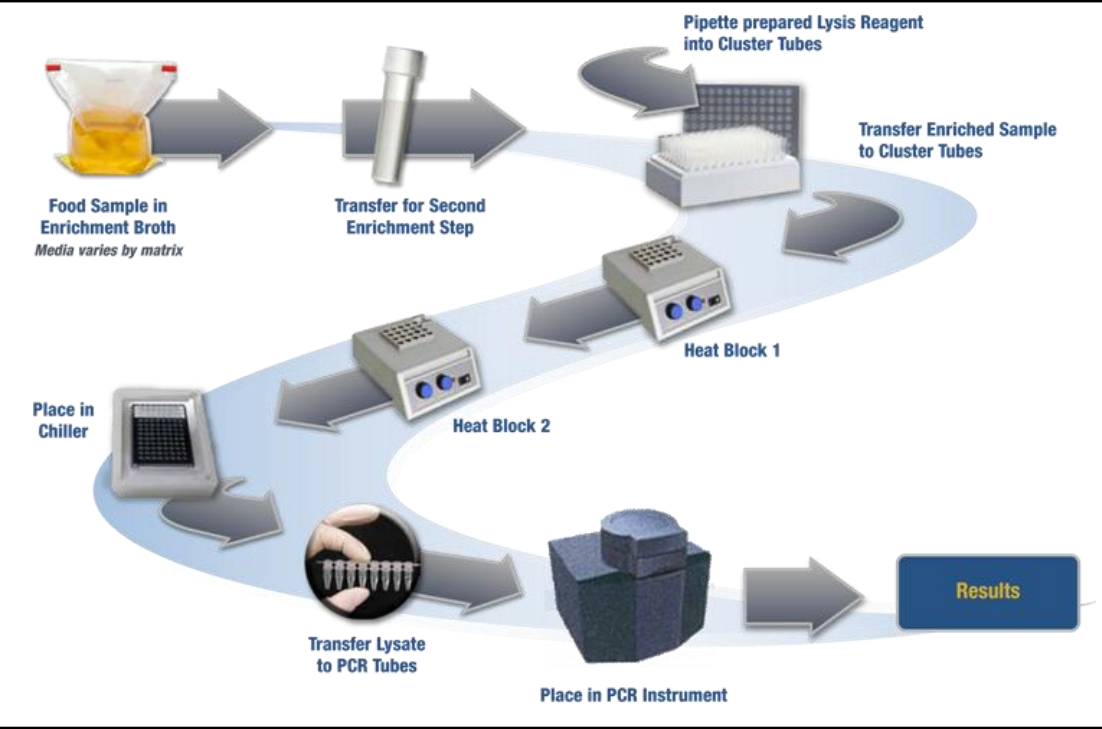 Pipette prepared Lysis Reagent
into Cluster Tubes
Food Sample in
Enrichment Broth
Media varies by matrix
Transfer for Second
Enrichment Step
Transfer Enriched Sample
to Cluster Tubes
Heat Block 1
Heat Block 2
Place in
Chiller
Transfer Lysate
to PCR Tubes
Place in PCR Instrument
Results